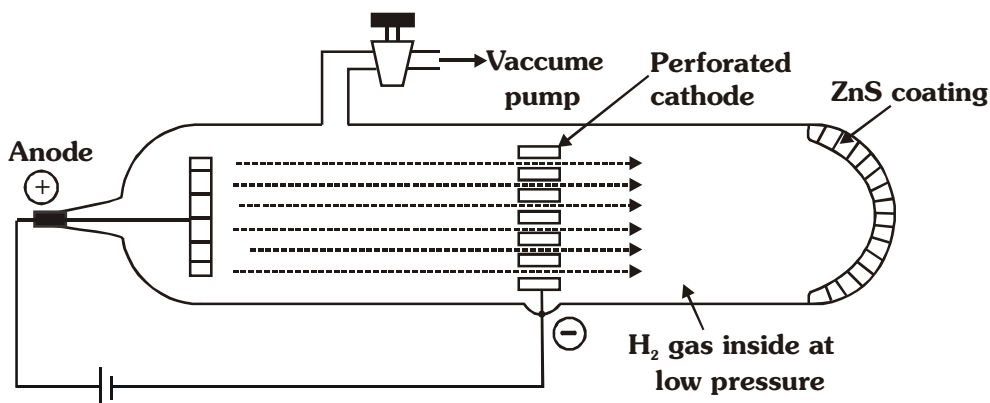 Vaccume
pump
Perforated
cathode
ZnS coating
Anode
+
−
H₂ gas inside at
low pressure